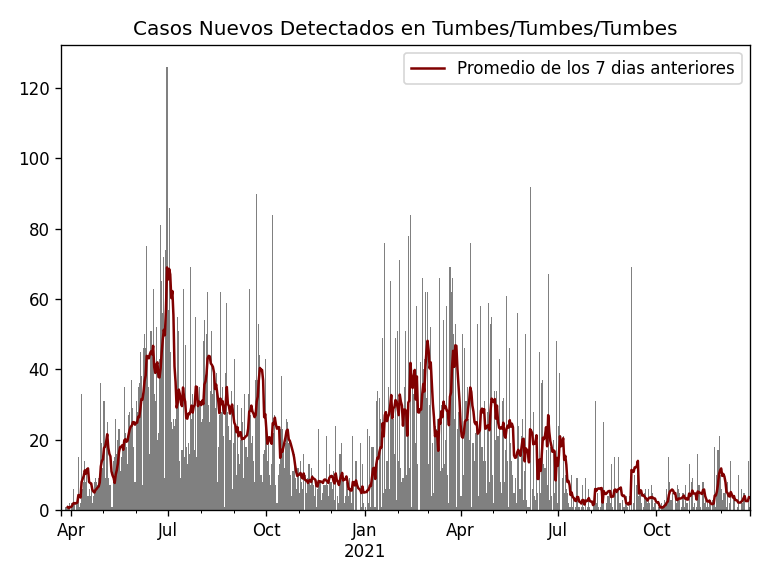 Casos Nuevos Detectados en Tumbes/Tumbes/Tumbes
Promedio de los 7 dias anteriores
120
100
80
60
40
20
0
Apr Jul Oct Jan Apr Jul Oct
2021